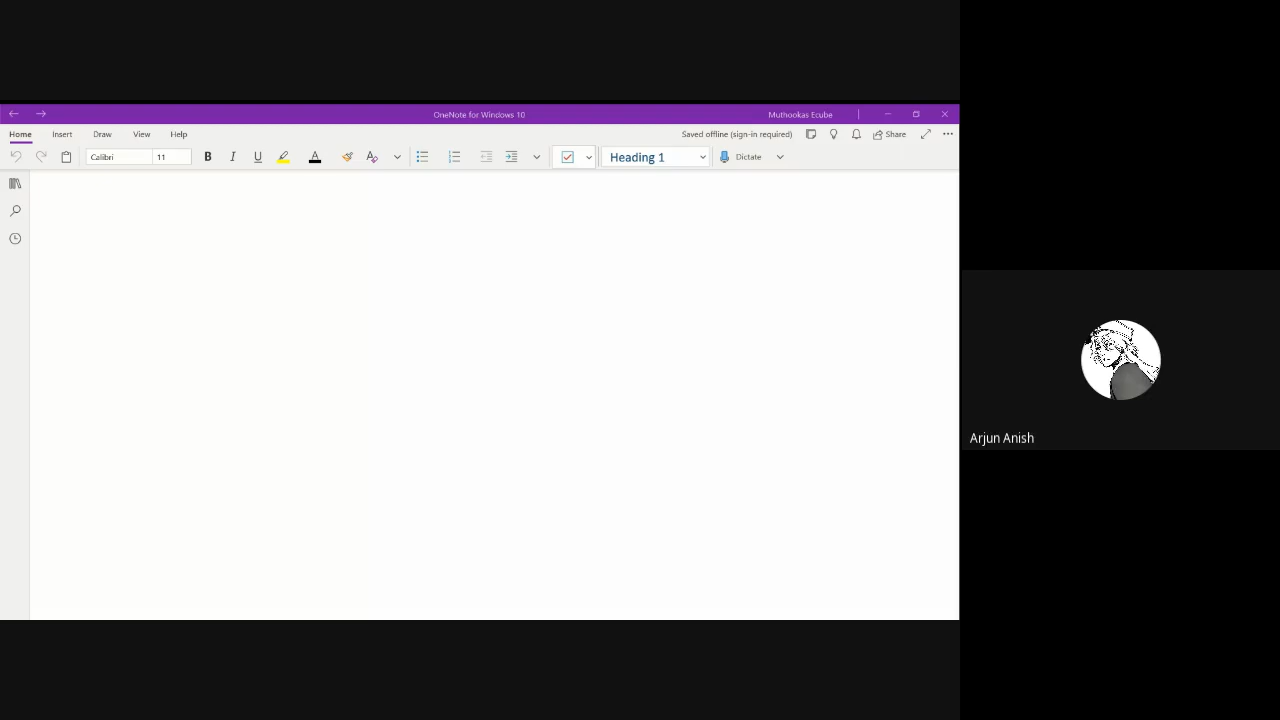 OneNote for Windows 10
Muthookas Ecube
Home Insert Draw View Help
Saved offline (sign-in required)
Share
Calibri 11 B I U A A Heading 1 Dictate
Arjun Anish